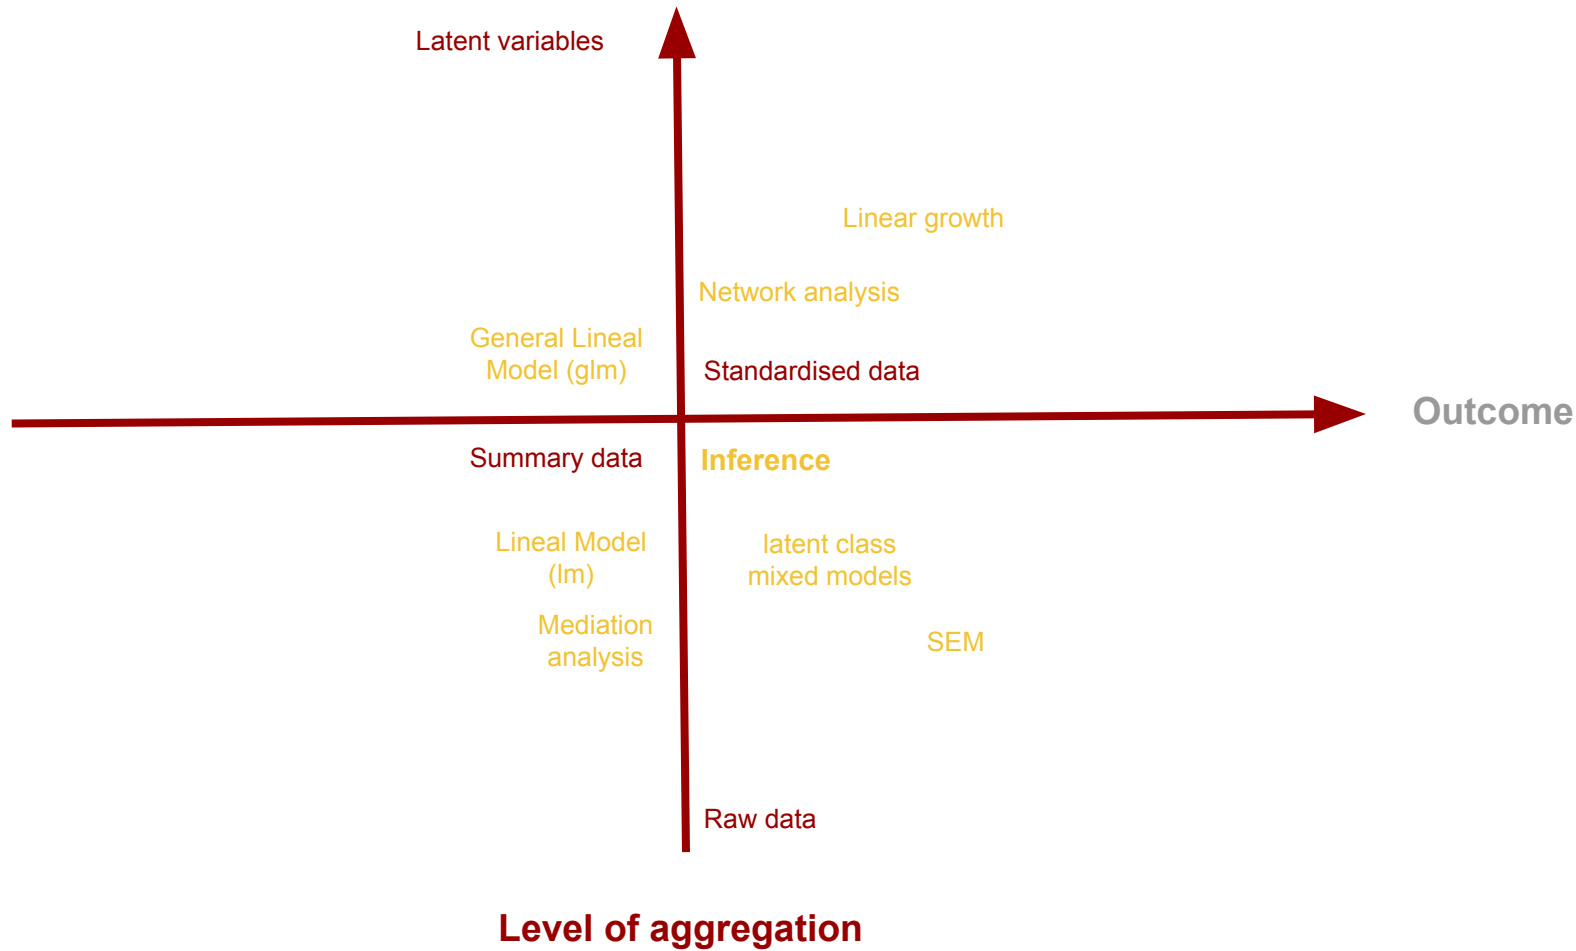 Latent variables
Linear growth
Network analysis
General Lineal
Model (glm)
Standardised data
Outcome
Summary data
Inference
Lineal Model
(lm)
latent class
mixed models
Mediation
analysis
SEM
Raw data
Level of aggregation